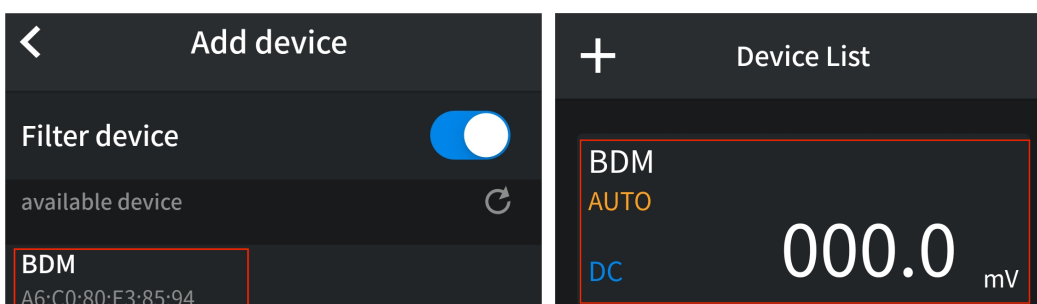 Add device
Filter device
available device
BDM
A6:C0:80:E3:85:94
Device List
BDM
AUTO
000.0
DC
mV